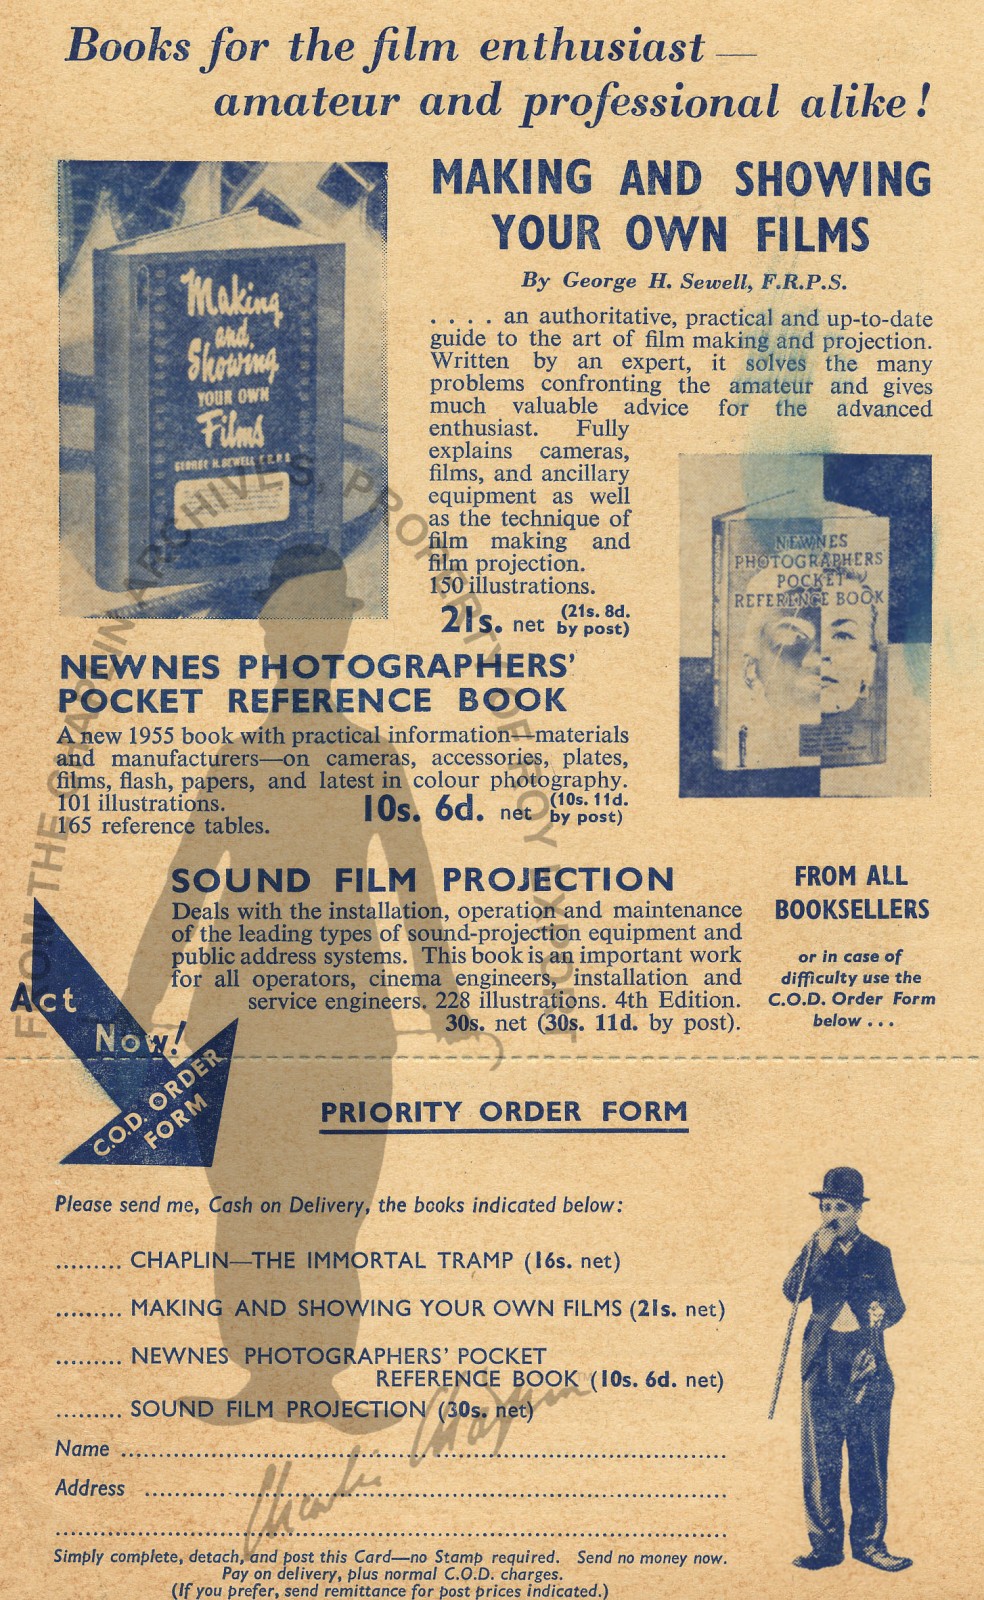 Books for the film enthusiast —
amateur and professional alike!
Making
and
Showing
YOUR OWN
Films
GEORGE H. SEWELL F.R.P.S
MAKING AND SHOWING
YOUR OWN FILMS
By George H. Sewell, F.R.P.S.
. . . . an authoritative, practical and up-to-date
guide to the art of film making and projection.
Written by an expert, it solves the many
problems confronting the amateur and gives
much valuable advice for the advanced
enthusiast. Fully
explains cameras,
films, and ancillary
equipment as well
as the technique of
film making and
film projection.
150 illustrations.
21s. net (21s. 8d.
by post)
NEWNES
PHOTOGRAPHERS
POCKET
REFERENCE BOOK
NEWNES PHOTOGRAPHERS'
POCKET REFERENCE BOOK
A new 1955 book with practical information—materials
and manufacturers—on cameras, accessories, plates,
films, flash, papers, and latest in colour photography.
101 illustrations.
165 reference tables.
10s. 6d. net (10s. 11d.
by post)
SOUND FILM PROJECTION
Deals with the installation, operation and maintenance
of the leading types of sound-projection equipment and
public address systems. This book is an important work
for all operators, cinema engineers, installation and
service engineers. 228 illustrations. 4th Edition.
30s. net (30s. 11d. by post).
FROM ALL
BOOKSELLERS
or in case of
difficulty use the
C.O.D. Order Form
below . . .
Act
Now!
C.O.D. ORDER
FORM
PRIORITY ORDER FORM
Please send me, Cash on Delivery, the books indicated below:
......... CHAPLIN—THE IMMORTAL TRAMP (16s. net)
......... MAKING AND SHOWING YOUR OWN FILMS (21s. net)
......... NEWNES PHOTOGRAPHERS' POCKET
REFERENCE BOOK (10s. 6d. net)
......... SOUND FILM PROJECTION (30s. net)
Name
Address
Simply complete, detach, and post this Card—no Stamp required. Send no money now.
Pay on delivery, plus normal C.O.D. charges.
(If you prefer, send remittance for post prices indicated.)
FROM THE CHAPLIN ARCHIVES, PROPERTY OF ROY EXPORT
Charlie Chaplin